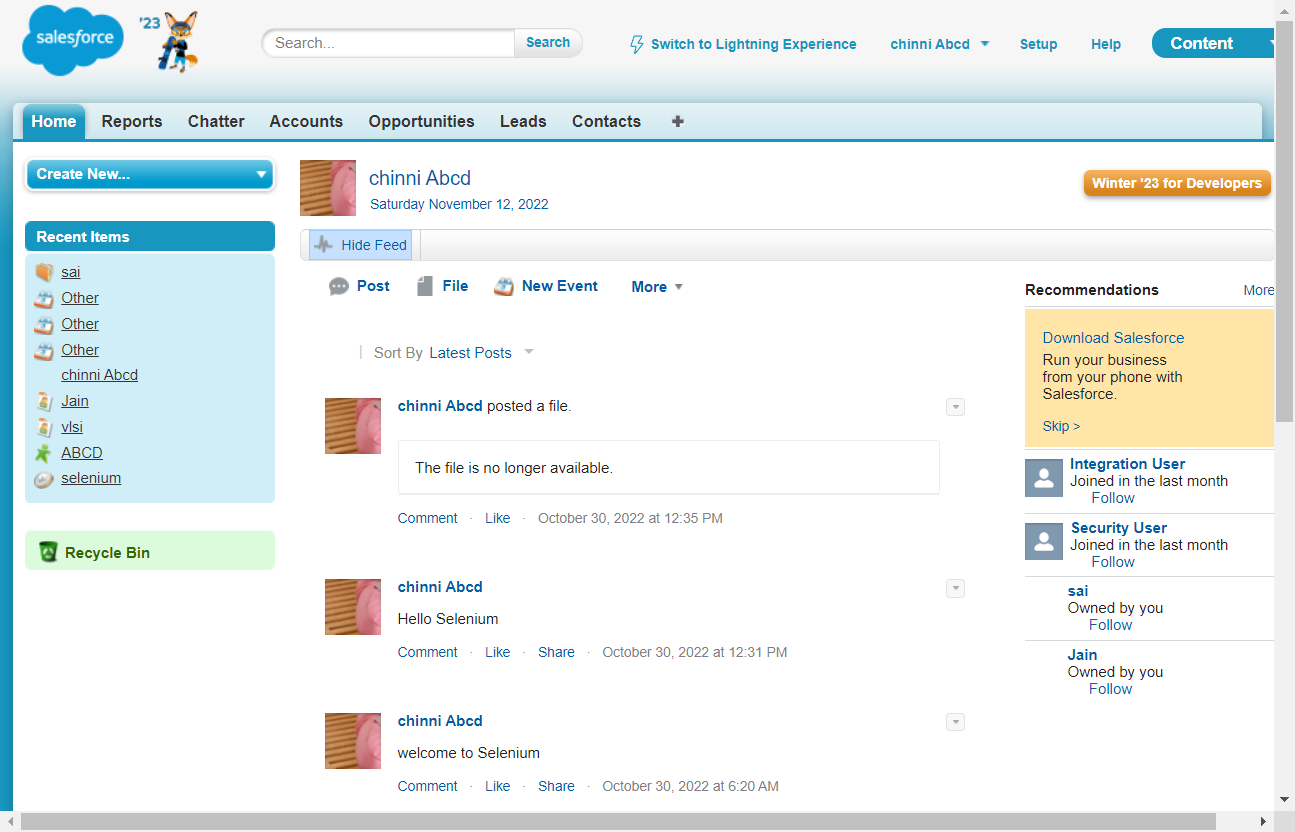 salesforce
'23
Search...
Search
Switch to Lightning Experience
chinni Abcd
Setup
Help
Content
Home
Reports
Chatter
Accounts
Opportunities
Leads
Contacts
+
Create New...
Recent Items
sai
Other
Other
Other
chinni Abcd
Jain
vlsi
ABCD
selenium
Recycle Bin
chinni Abcd
Saturday November 12, 2022
Winter '23 for Developers
Hide Feed
Post
File
New Event
More
Sort By Latest Posts
chinni Abcd posted a file.
The file is no longer available.
Comment · Like · October 30, 2022 at 12:35 PM
chinni Abcd
Hello Selenium
Comment · Like · Share · October 30, 2022 at 12:31 PM
chinni Abcd
welcome to Selenium
Comment · Like · Share · October 30, 2022 at 6:20 AM
Recommendations
More
Download Salesforce
Run your business
from your phone with
Salesforce.
Skip >
Integration User
Joined in the last month
Follow
Security User
Joined in the last month
Follow
sai
Owned by you
Follow
Jain
Owned by you
Follow